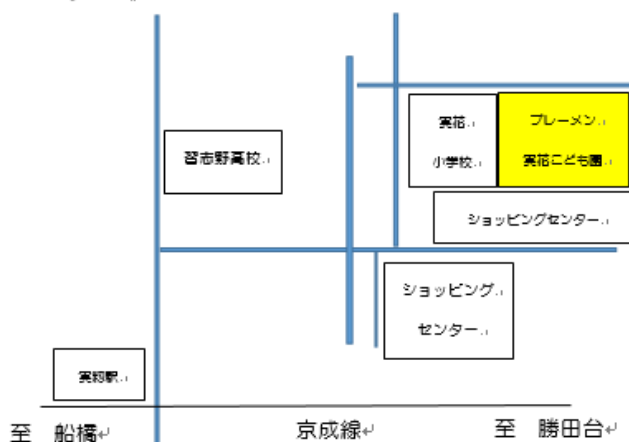 実花
小学校
ブレーメン
実花こども園
習志野高校
ショッピングセンター
ショッピング
センター
実籾駅
至　船橋
京成線
至　勝田台